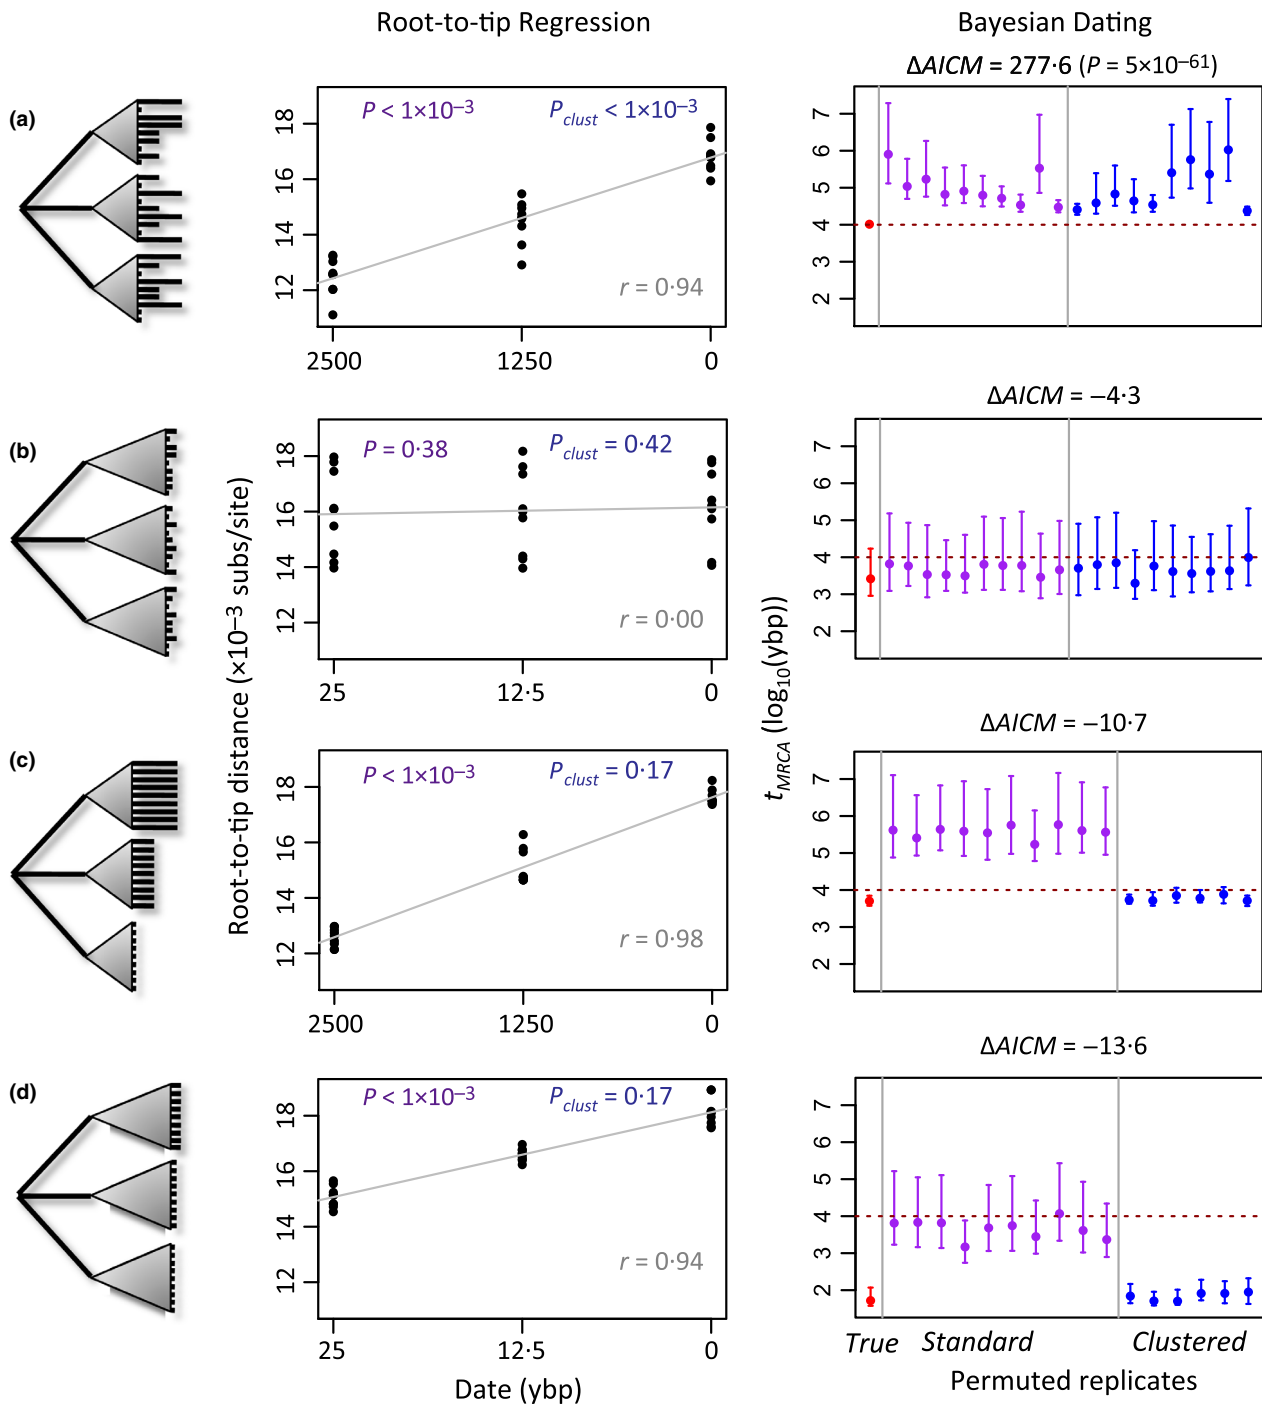 Root-to-tip Regression
Bayesian Dating
(a)
18
16
14
12
P < 1×10⁻³
P_clust < 1×10⁻³
r = 0·94
2500
1250
0
ΔAICM = 277·6 (P = 5×10⁻⁶¹)
7
6
5
4
3
2
(b)
18
16
14
12
P = 0·38
P_clust = 0·42
r = 0·00
25
12·5
0
ΔAICM = −4·3
7
6
5
4
3
2
Root-to-tip distance (×10⁻³ subs/site)
t_MRCA (log₁₀(ybp))
(c)
18
16
14
12
P < 1×10⁻³
P_clust = 0·17
r = 0·98
2500
1250
0
ΔAICM = −10·7
7
6
5
4
3
2
(d)
18
16
14
12
P < 1×10⁻³
P_clust = 0·17
r = 0·94
25
12·5
0
Date (ybp)
ΔAICM = −13·6
7
6
5
4
3
2
True
Standard
Clustered
Permuted replicates